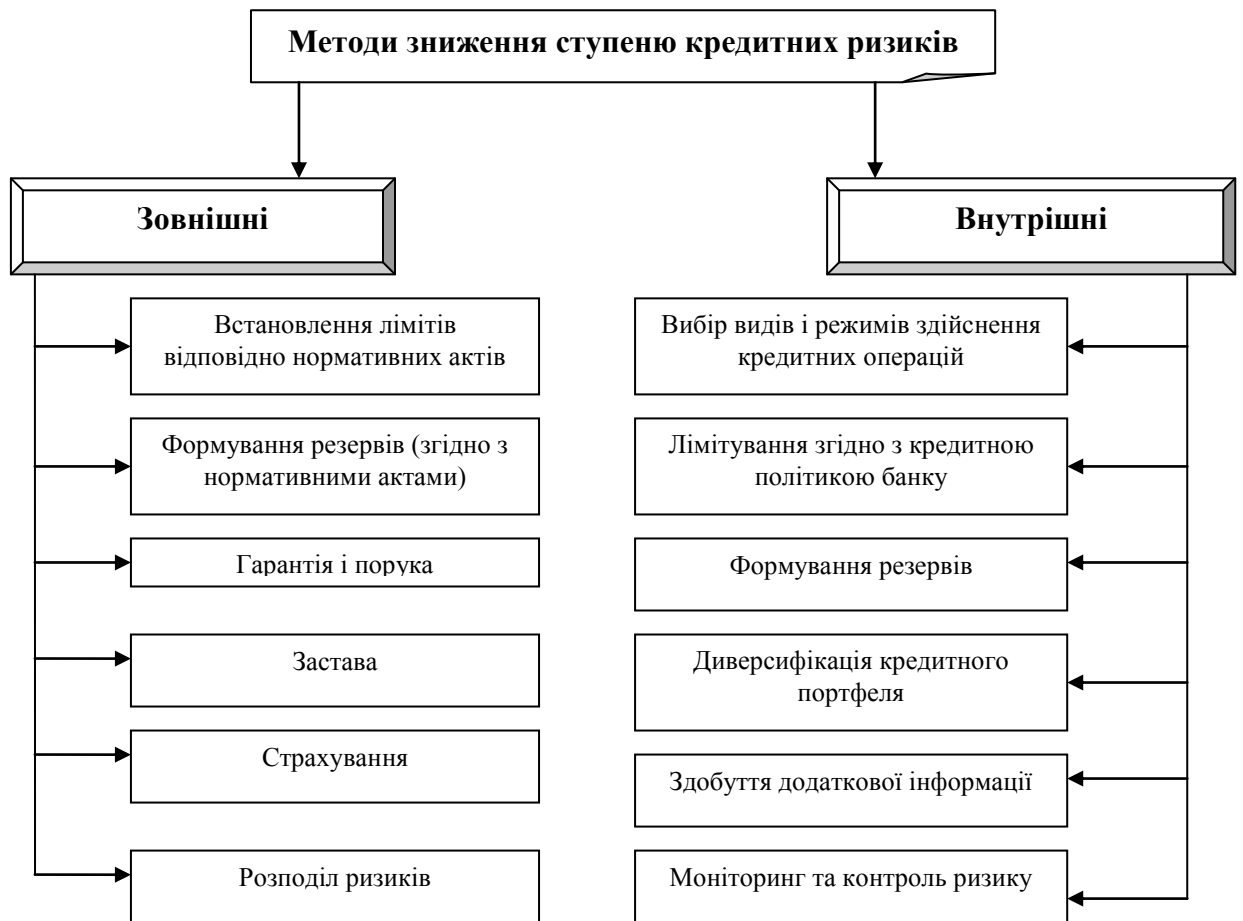 Методи зниження ступеню кредитних ризиків
Зовнішні
Встановлення лімітів
відповідно нормативних актів
Формування резервів (згідно з
нормативними актами)
Гарантія і порука
Застава
Страхування
Розподіл ризиків
Внутрішні
Вибір видів і режимів здійснення
кредитних операцій
Лімітування згідно з кредитною
політикою банку
Формування резервів
Диверсифікація кредитного
портфеля
Здобуття додаткової інформації
Моніторинг та контроль ризику